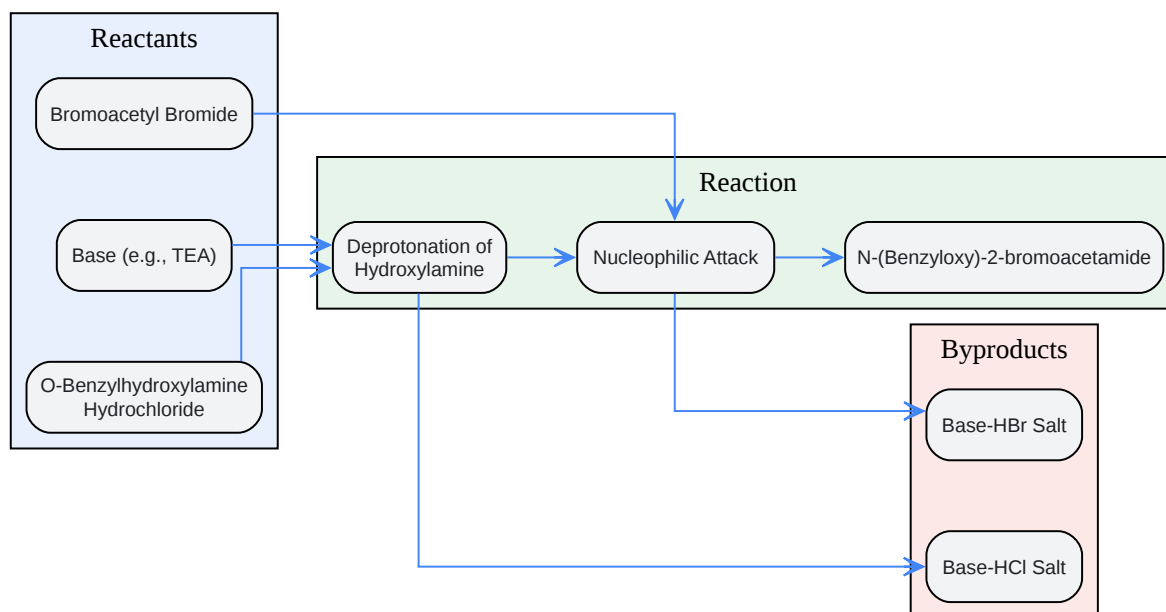 Reactants
Bromoacetyl Bromide
Reaction
Base (e.g., TEA)
Deprotonation of
Hydroxylamine
Nucleophilic Attack
N-(Benzyloxy)-2-bromoacetamide
O-Benzylhydroxylamine
Hydrochloride
Byproducts
Base-HBr Salt
Base-HCl Salt